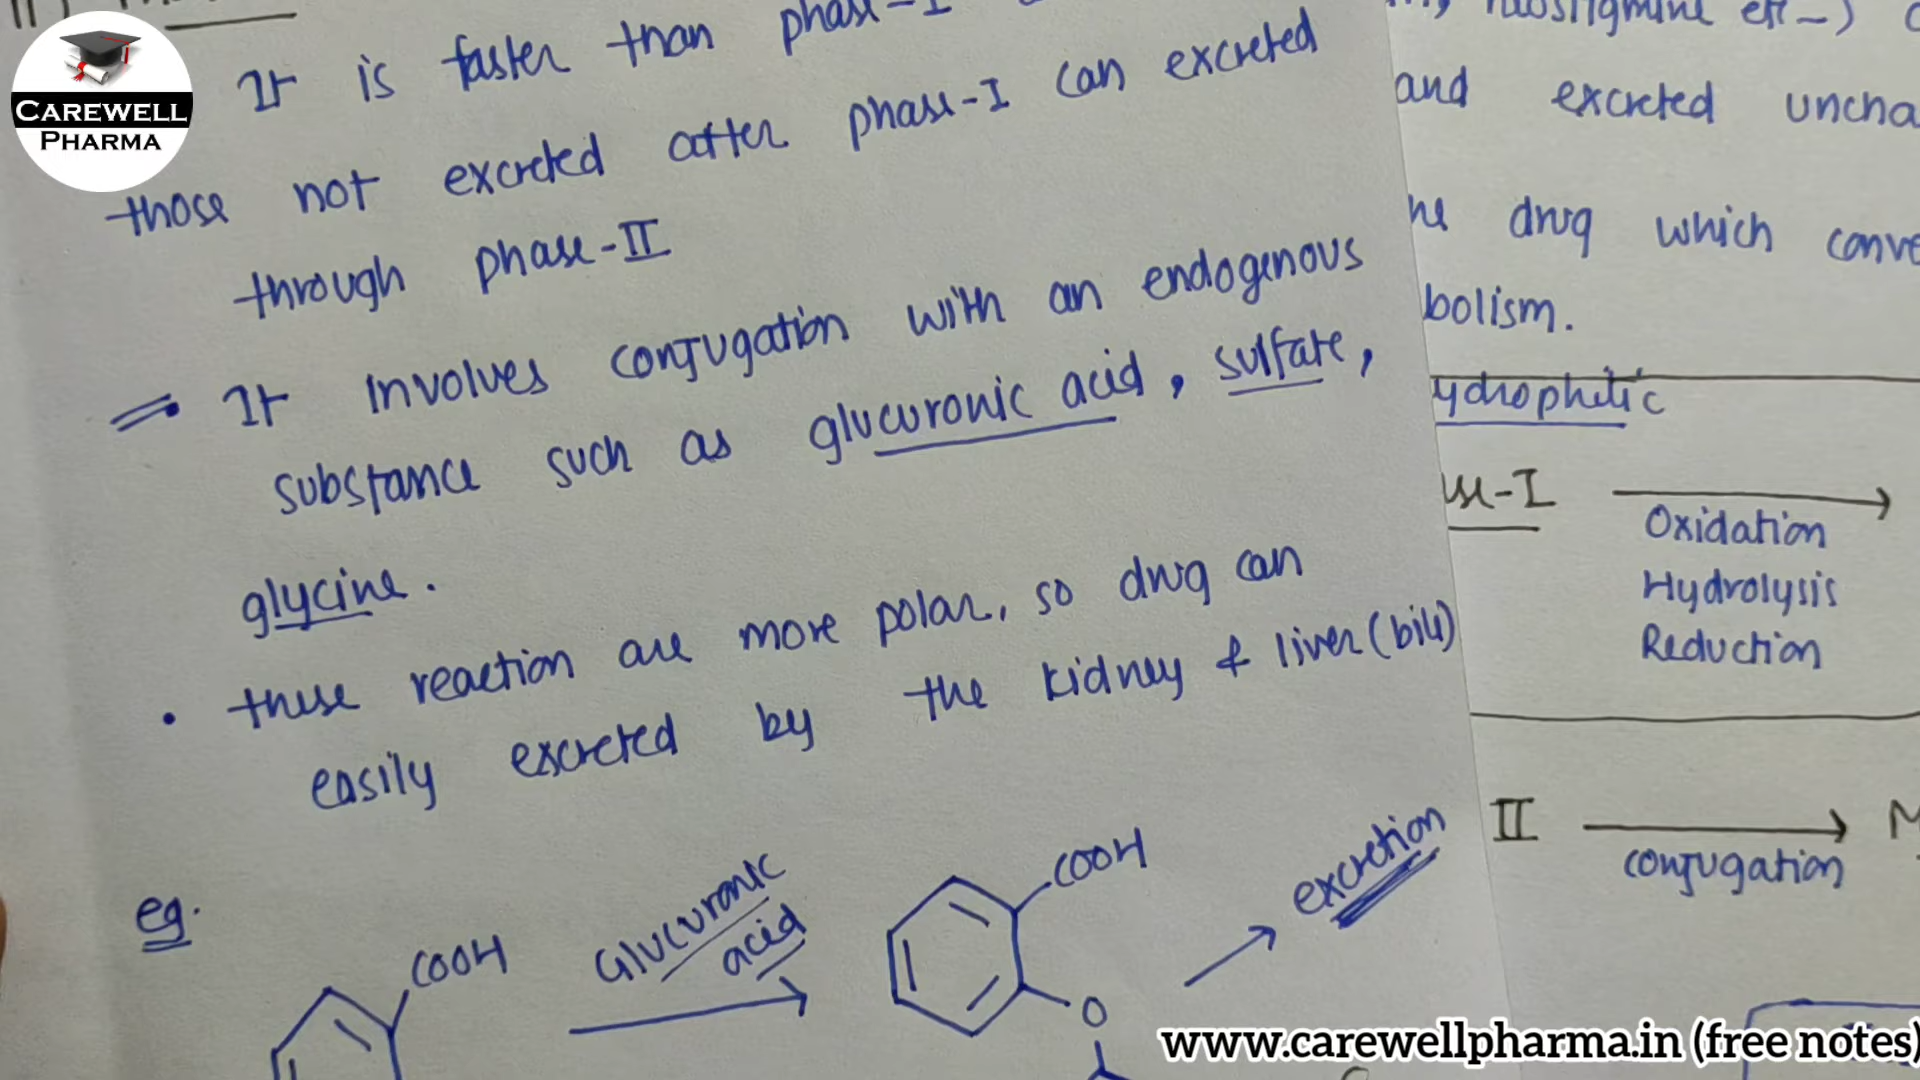 CAREWELL
PHARMA
It is faster than phase-I
those not excreted after phase-I can excreted
through phase-II
It involves conjugation with an endogenous
substance such as glucuronic acid, sulfate,
glycine.
• these reaction are more polar, so drug can
easily excreted by the kidney & liver (bile)
eg.
COOH
Glucuronic
acid
COOH
O
excretion
etc-)
and excreted uncha
he drug which conve
bolism.
ydrophilic
se-I
Oxidation
Hydrolysis
Reduction
II
conjugation
www.carewellpharma.in (free notes)